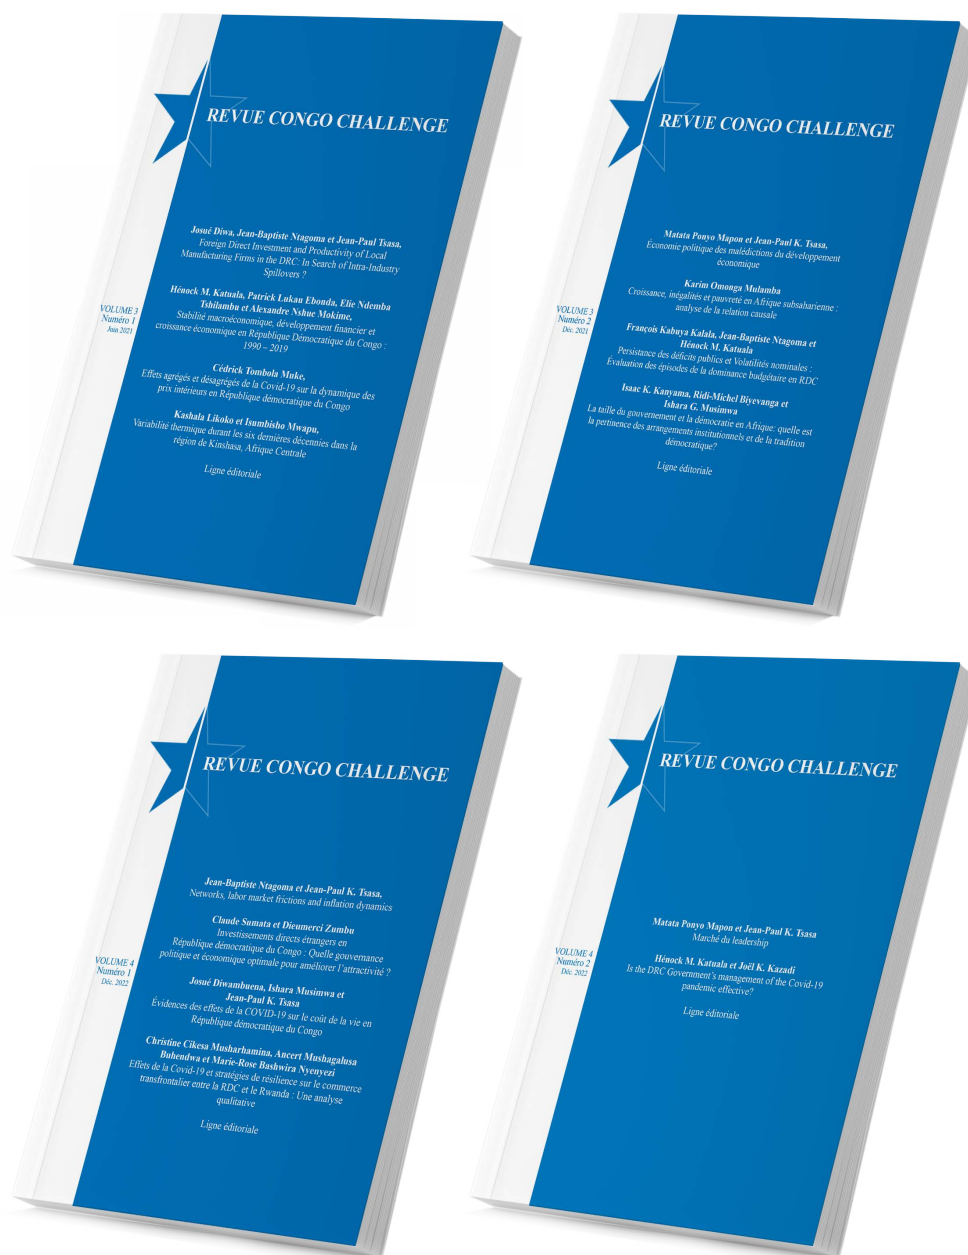 REVUE CONGO CHALLENGE
Josué Diwa, Jean-Baptiste Ntagoma et Jean-Paul Tsasa,
Foreign Direct Investment and Productivity of Local
Manufacturing Firms in the DRC: In Search of Intra-Industry
Spillovers ?
Hénock M. Katuala, Patrick Lukau Ebonda, Elie Ndemba
Tshilambu et Alexandre Nshue Mokime,
Stabilité macroéconomique, développement financier et
croissance économique en République Démocratique du Congo :
1990 – 2019
Cédrick Tombola Muke,
Effets agrégés et désagrégés de la Covid-19 sur la dynamique des
prix intérieurs en République démocratique du Congo
Kashala Likoko et Isumbisho Mwapu,
Variabilité thermique durant les six dernières décennies dans la
région de Kinshasa, Afrique Centrale
Ligne éditoriale
VOLUME 3
Numéro 1
Juin 2021
REVUE CONGO CHALLENGE
Matata Ponyo Mapon et Jean-Paul K. Tsasa,
Économie politique des malédictions du développement
économique
Karim Omonga Mulamba
Croissance, inégalités et pauvreté en Afrique subsaharienne :
analyse de la relation causale
François Kabuya Kalala, Jean-Baptiste Ntagoma et
Hénock M. Katuala
Persistance des déficits publics et Volatilités nominales :
Évaluation des épisodes de la dominance budgétaire en RDC
Isaac K. Kanyama, Ridi-Michel Biyevanga et
Ishara G. Musimwa
La taille du gouvernement et la démocratie en Afrique: quelle est
la pertinence des arrangements institutionnels et de la tradition
démocratique?
Ligne éditoriale
VOLUME 3
Numéro 2
Déc. 2021
REVUE CONGO CHALLENGE
Jean-Baptiste Ntagoma et Jean-Paul K. Tsasa,
Networks, labor market frictions and inflation dynamics
Claude Sumata et Dieumerci Zumbu
Investissements directs étrangers en
République démocratique du Congo : Quelle gouvernance
politique et économique optimale pour améliorer l'attractivité ?
Josué Diwambuena, Ishara Musimwa et
Jean-Paul K. Tsasa
Évidences des effets de la COVID-19 sur le coût de la vie en
République démocratique du Congo
Christine Cikesa Musharhamina, Ancert Mushagalusa
Buhendwa et Marie-Rose Bashwira Nyenyezi
Effets de la Covid-19 et stratégies de résilience sur le commerce
transfrontalier entre la RDC et le Rwanda : Une analyse
qualitative
Ligne éditoriale
VOLUME 4
Numéro 1
Déc. 2022
REVUE CONGO CHALLENGE
Matata Ponyo Mapon et Jean-Paul K. Tsasa
Marché du leadership
Hénock M. Katuala et Joël K. Kazadi
Is the DRC Government's management of the Covid-19
pandemic effective?
Ligne éditoriale
VOLUME 4
Numéro 2
Déc. 2022